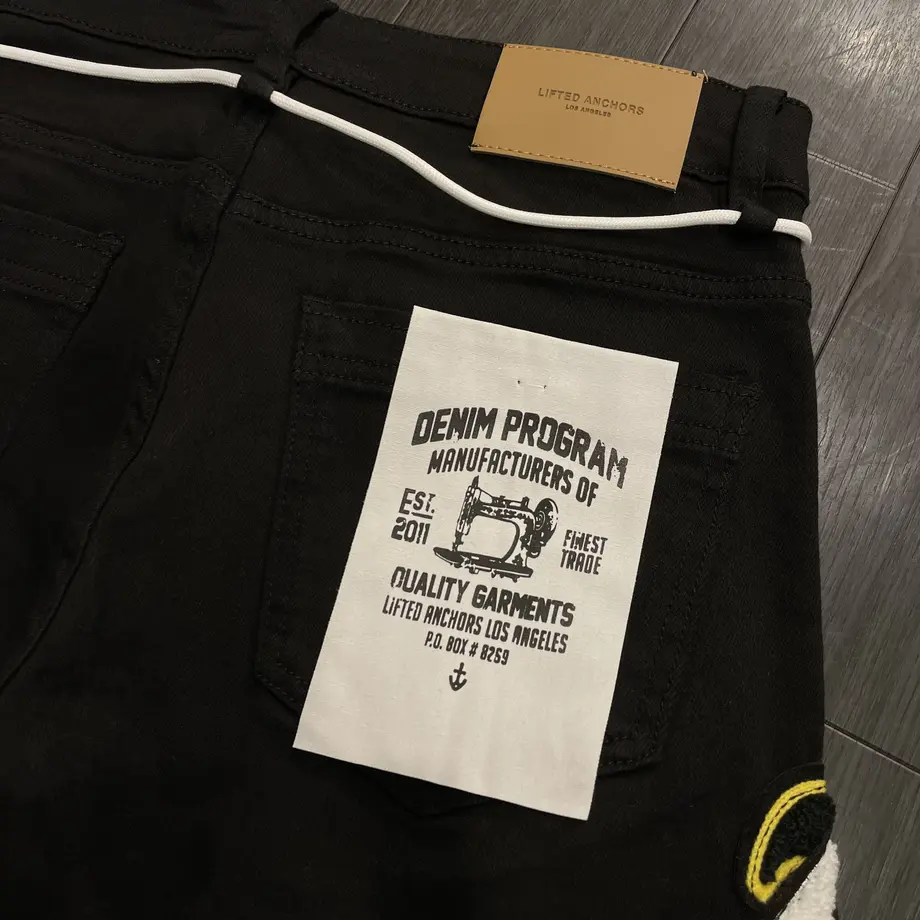 LIFTED ANCHORS
LOS ANGELES
DENIM PROGRAM
MANUFACTURERS OF
EST.
2011
FINEST
TRADE
QUALITY GARMENTS
LIFTED ANCHORS LOS ANGELES
P.O. BOX # 8269